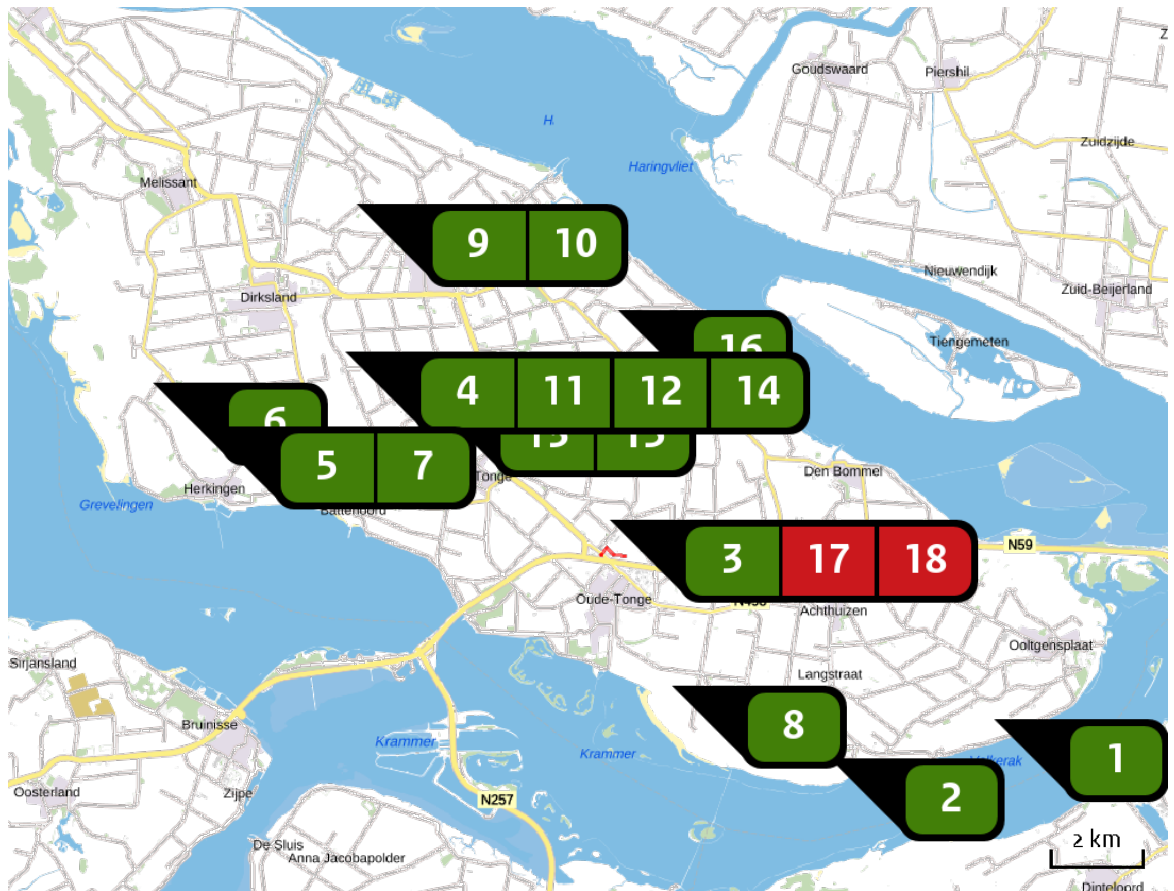 Goudswaard
Piershil
Z
H.
Zuidzijde
Haringvliet
Melissant
9 10
Nieuwendijk
Dirksland
Zuid-Beijerland
16
Tiengemeten
4 11 12 14
6
5 7
Tonge
Den Bommel
Herkingen
Grevelingen
Battenoord
3 17 18
N59
Oude-Tonge
Achthuizen
Sirjansland
Ooltgensplaat
Langstraat
8
Bruinisse
Krammer
Krammer
1
2
Oosterland
Zijpe
N257
2 km
De Sluis
Anna Jacobapolder
Dinteloord